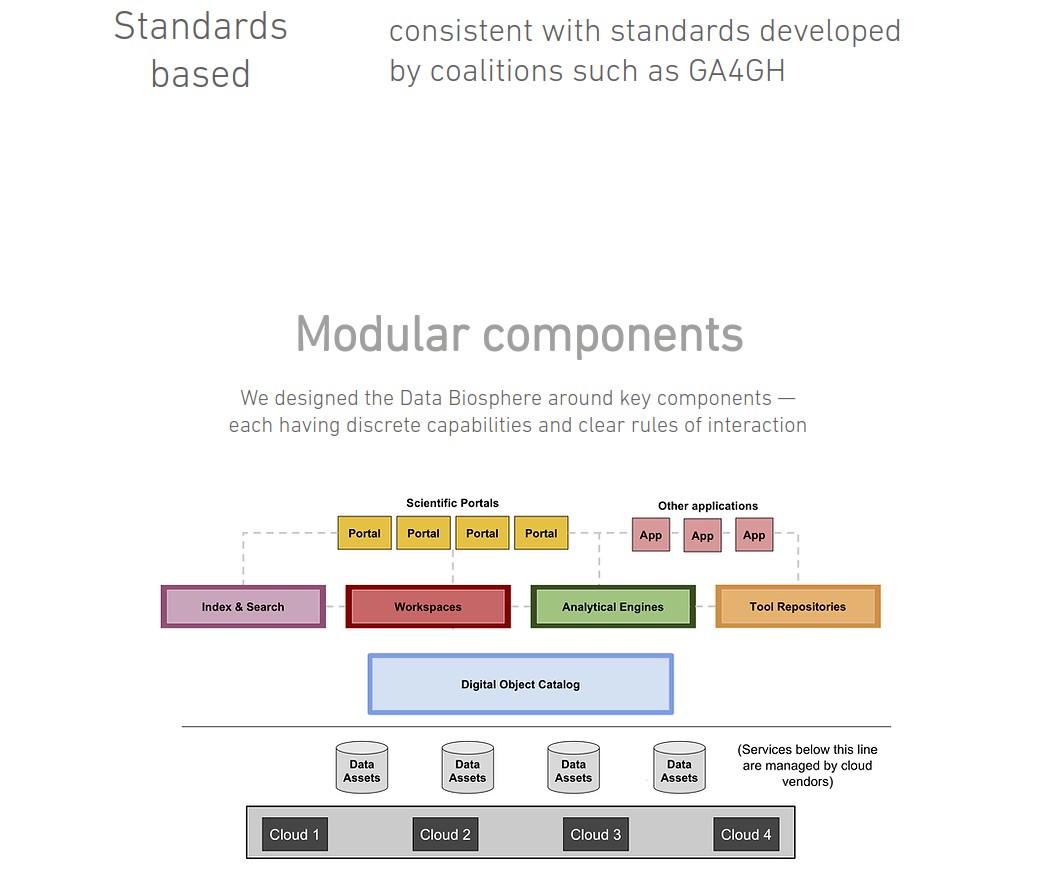 Standards
based
consistent with standards developed
by coalitions such as GA4GH
Modular components
We designed the Data Biosphere around key components —
each having discrete capabilities and clear rules of interaction
Scientific Portals
Other applications
Portal
Portal
Portal
Portal
App
App
App
Index & Search
Workspaces
Analytical Engines
Tool Repositories
Digital Object Catalog
Data
Assets
Data
Assets
Data
Assets
Data
Assets
(Services below this line
are managed by cloud
vendors)
Cloud 1
Cloud 2
Cloud 3
Cloud 4